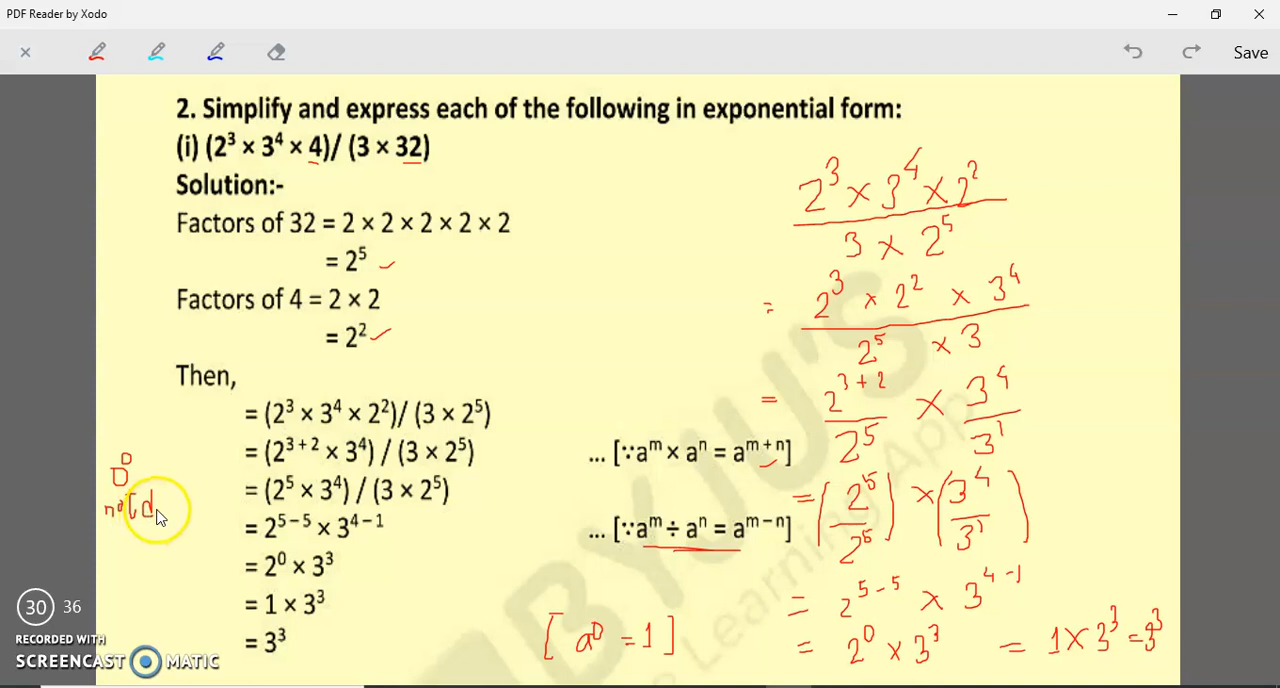 PDF Reader by Xodo
Save
2. Simplify and express each of the following in exponential form:
(i) (2³ × 3⁴ × 4)/ (3 × 32)
Solution:-
Factors of 32 = 2 × 2 × 2 × 2 × 2
= 2⁵
Factors of 4 = 2 × 2
= 2²
Then,
= (2³ × 3⁴ × 2²)/ (3 × 2⁵)
= (2³⁺² × 3⁴) / (3 × 2⁵) ... [∵aᵐ × aⁿ = aᵐ⁺ⁿ]
= (2⁵ × 3⁴) / (3 × 2⁵)
= 2⁵⁻⁵ × 3⁴⁻¹ ... [∵aᵐ ÷ aⁿ = aᵐ⁻ⁿ]
= 2⁰ × 3³
= 1 × 3³
= 3³
[a⁰ = 1]
0⁰
not d
2³ × 3⁴ × 2²
3 × 2⁵
= 2³ × 2² × 3⁴
2⁵ × 3
= 2³⁺² × 3⁴
2⁵ 3¹
= (2⁵ ) × (3⁴ )
2⁵ 3¹
= 2⁵⁻⁵ × 3⁴⁻¹
= 2⁰ × 3³ = 1 × 3³ = 3³
BYJU'S
Learning App
30 36
RECORDED WITH
SCREENCAST MATIC